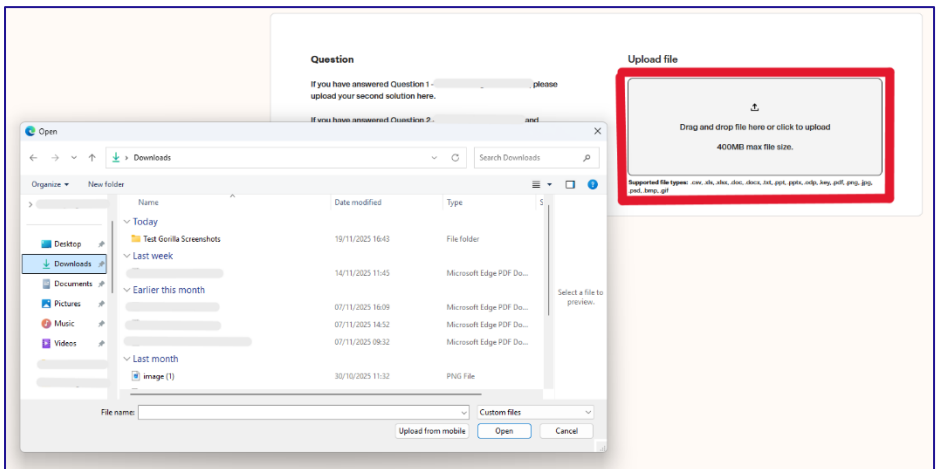 Question
If you have answered Question 1 - please
upload your second solution here.
If you have answered Question 2 - and
Upload file
Drag and drop file here or click to upload
400MB max file size.
Supported file types: .csv, .xls, .xlsx, .doc, .docx, .txt, .ppt, .pptx, .odp, .key, .pdf, .png, .jpg,
.psd, .bmp, .gif
Open
Downloads
Search Downloads
Organize
New folder
Name Date modified Type S
Today
Test Gorilla Screenshots 19/11/2025 16:43 File folder
Last week
14/11/2025 11:45 Microsoft Edge PDF Do...
Earlier this month
07/11/2025 16:09 Microsoft Edge PDF Do...
07/11/2025 14:52 Microsoft Edge PDF Do...
07/11/2025 09:32 Microsoft Edge PDF Do...
Last month
image (1) 30/10/2025 11:32 PNG File
Desktop
Downloads
Documents
Pictures
Music
Videos
Select a file to
preview.
File name:
Custom files
Upload from mobile
Open
Cancel